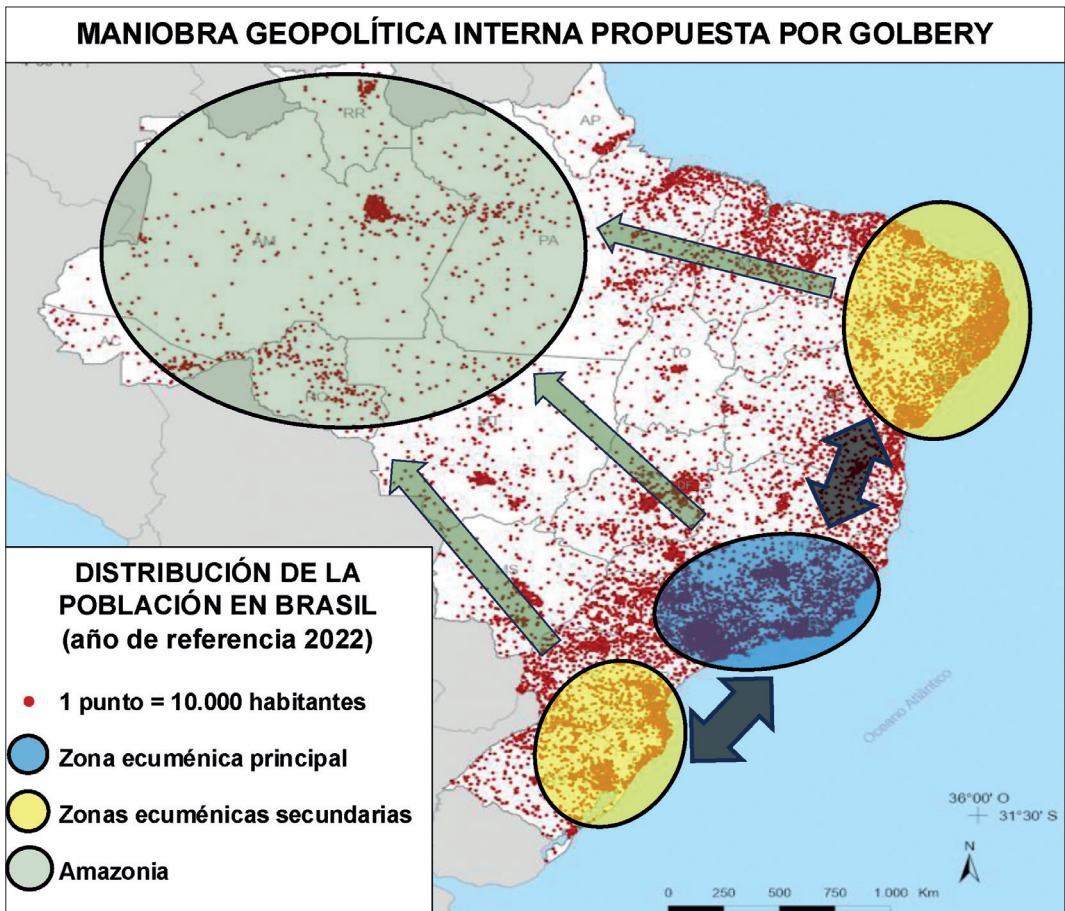 MANIOBRA GEOPOLÍTICA INTERNA PROPUESTA POR GOLBERY
RR
AP
AM
PA
AC
TO
RO
MT
DF
MS
Oceano Atlântico
DISTRIBUCIÓN DE LA
POBLACIÓN EN BRASIL
(año de referencia 2022)
1 punto = 10.000 habitantes
Zona ecuménica principal
Zonas ecuménicas secundarias
Amazonia
36°00' O
31°30' S
N
0 250 500 750 1.000 Km